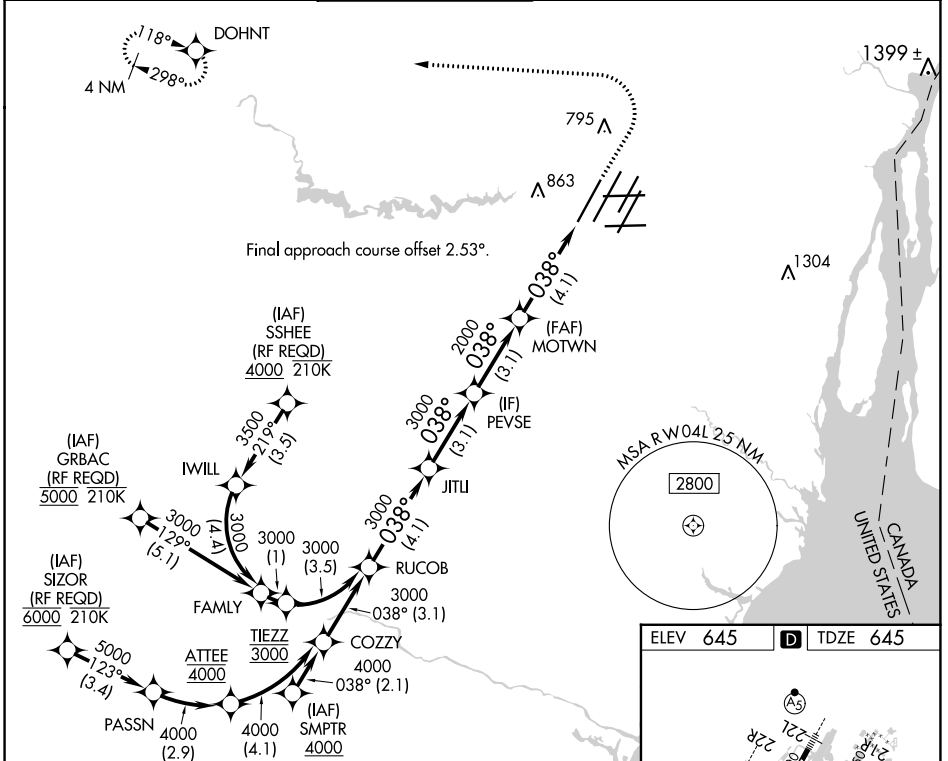 118°
DOHNT
298°
4 NM
1399 ±
795
863
1304
Final approach course offset 2.53°.
038°
(4.1)
(FAF)
MOTWN
2000
038°
(3.1)
(IF)
PEVSE
3000
038°
(3.1)
JITLI
3000
038°
(4.1)
RUCOB
(IAF)
SSHEE
(RF REQD)
4000 210K
3500
219°
(3.5)
IWILL
3000
(4.4)
(IAF)
GRBAC
(RF REQD)
5000 210K
3000
129°
(5.1)
3000
(1)
3000
(3.5)
FAMLY
TIEZZ
3000
3000
038° (3.1)
COZZY
4000
038° (2.1)
(IAF)
SMPTR
4000
(IAF)
SIZOR
(RF REQD)
6000 210K
5000
123°
(3.4)
PASSN
ATTEE
4000
4000
(2.9)
4000
(4.1)
MSA RW04L 25 NM
2800
CANADA
UNITED STATES
ELEV 645
D
TDZE 645
A5
22R
22L
21R